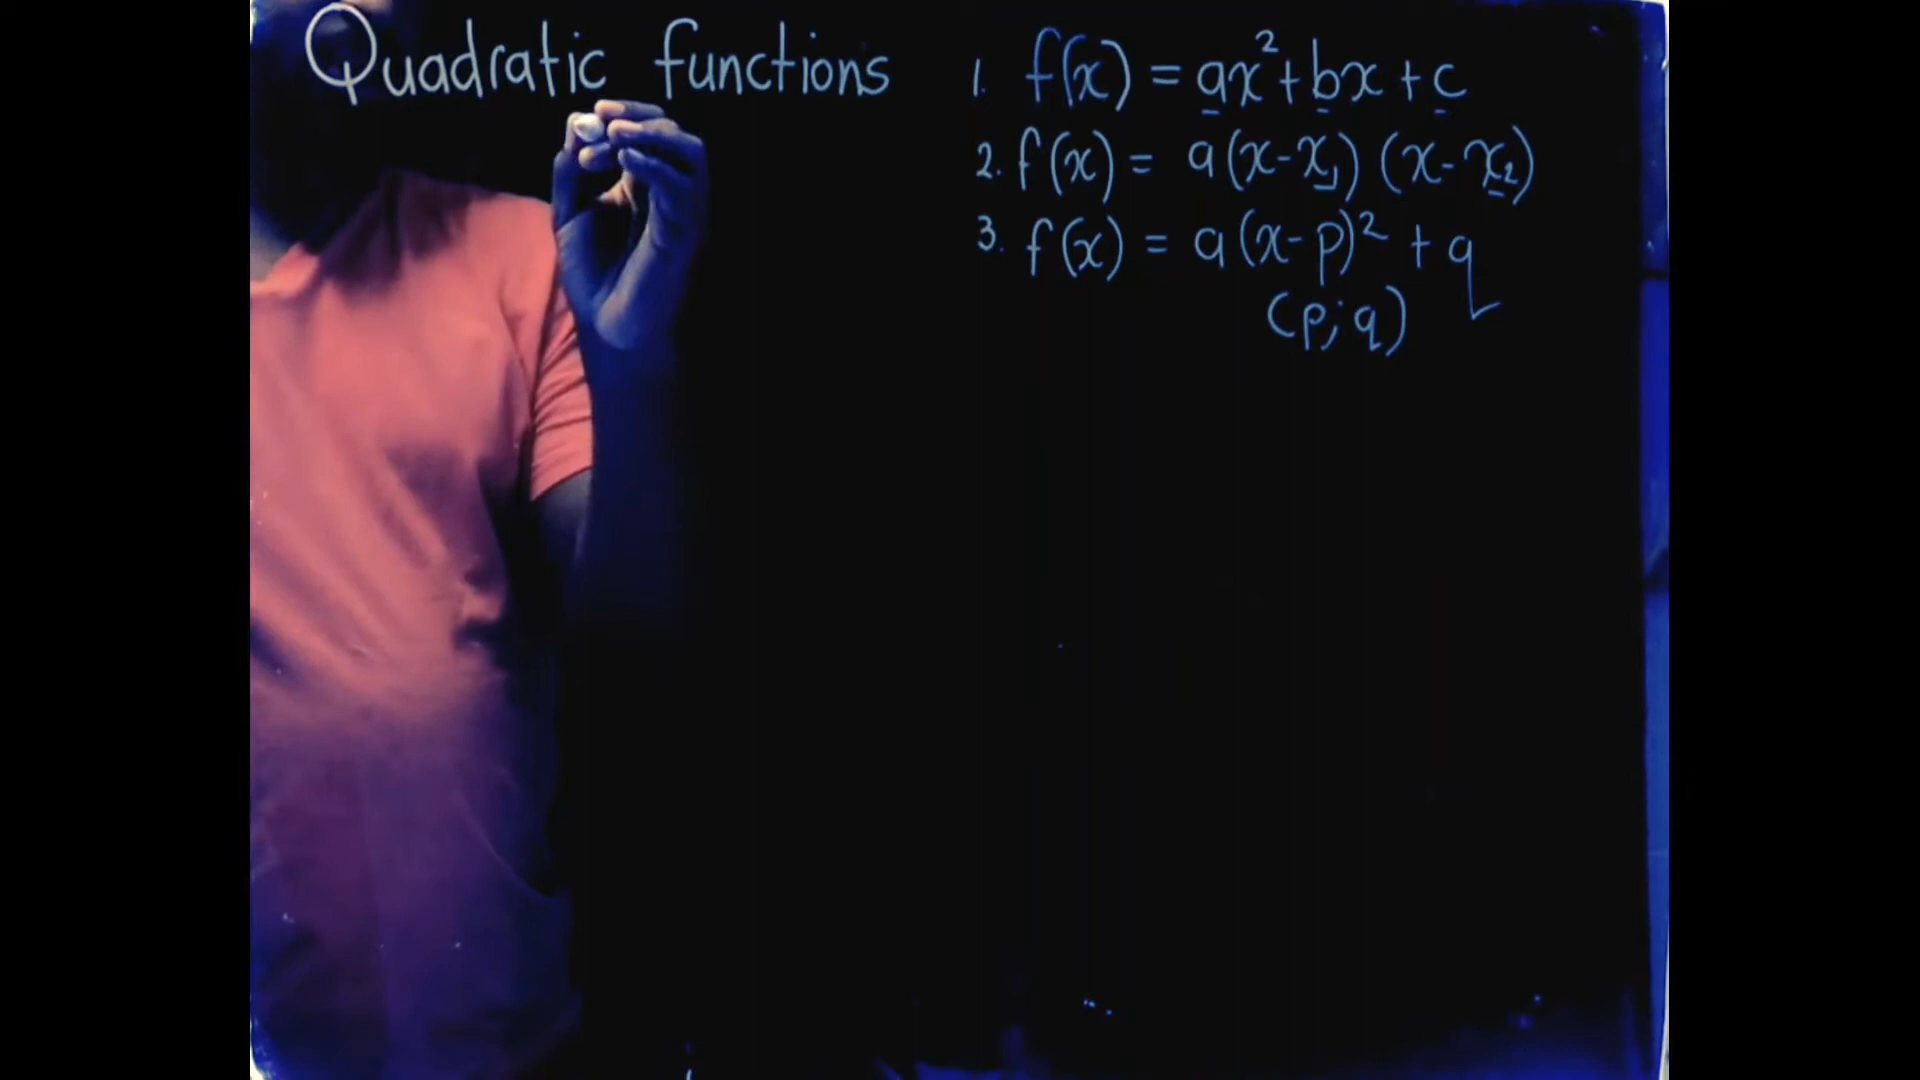 Quadratic functions
1. f(x) = ax² + bx + c
2. f(x) = a(x-x₁) (x-x₂)
3. f(x) = a(x-p)² + q
(p; q)